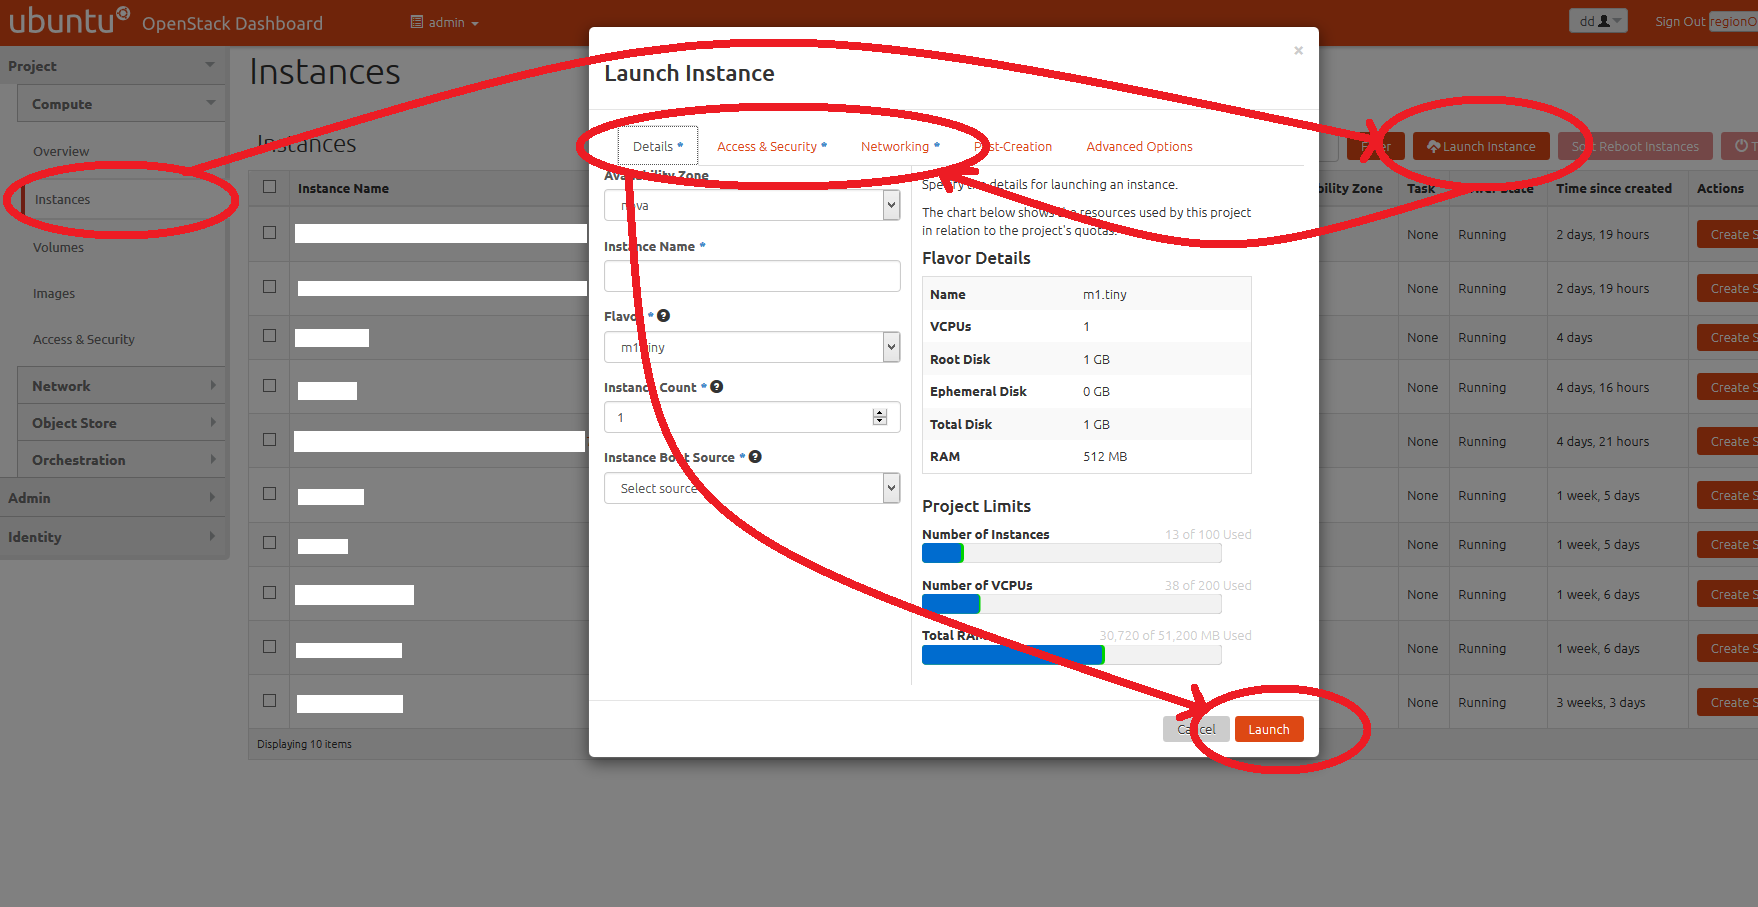 ubuntu OpenStack Dashboard admin dd Sign Out regionO
Project
Compute
Overview
Instances
Volumes
Images
Access & Security
Network
Object Store
Orchestration
Admin
Identity
Instances
Instances
Launch Instance Soft Reboot Instances T
Instance Name
bility Zone Task State Time since created Actions
None Running 2 days, 19 hours Create S
None Running 2 days, 19 hours Create S
None Running 4 days Create S
None Running 4 days, 16 hours Create S
None Running 4 days, 21 hours Create S
None Running 1 week, 5 days Create S
None Running 1 week, 5 days Create S
None Running 1 week, 6 days Create S
None Running 1 week, 6 days Create S
None Running 3 weeks, 3 days Create S
Displaying 10 items
Launch Instance
×
Details * Access & Security * Networking * Post-Creation Advanced Options
Availability Zone
nova
Instance Name *
Flavor *
m1.tiny
Instance Count *
1
Instance Boot Source *
Select source
Specify the details for launching an instance.
The chart below shows the resources used by this project
in relation to the project's quotas.
Flavor Details
Name m1.tiny
VCPUs 1
Root Disk 1 GB
Ephemeral Disk 0 GB
Total Disk 1 GB
RAM 512 MB
Project Limits
Number of Instances 13 of 100 Used
Number of VCPUs 38 of 200 Used
Total RAM 30,720 of 51,200 MB Used
Cancel Launch